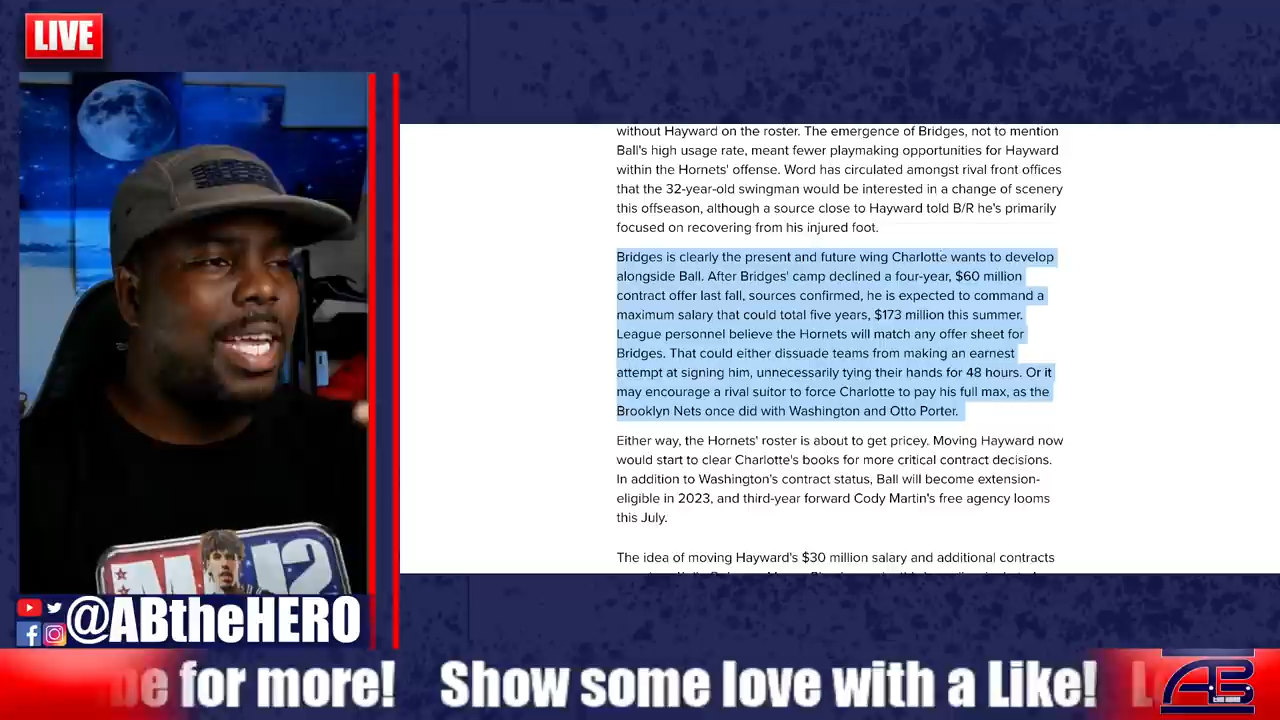 LIVE
without Hayward on the roster. The emergence of Bridges, not to mention
Ball's high usage rate, meant fewer playmaking opportunities for Hayward
within the Hornets' offense. Word has circulated amongst rival front offices
that the 32-year-old swingman would be interested in a change of scenery
this offseason, although a source close to Hayward told B/R he's primarily
focused on recovering from his injured foot.
Bridges is clearly the present and future wing Charlotte wants to develop
alongside Ball. After Bridges' camp declined a four-year, $60 million
contract offer last fall, sources confirmed, he is expected to command a
maximum salary that could total five years, $173 million this summer.
League personnel believe the Hornets will match any offer sheet for
Bridges. That could either dissuade teams from making an earnest
attempt at signing him, unnecessarily tying their hands for 48 hours. Or it
may encourage a rival suitor to force Charlotte to pay his full max, as the
Brooklyn Nets once did with Washington and Otto Porter.
Either way, the Hornets' roster is about to get pricey. Moving Hayward now
would start to clear Charlotte's books for more critical contract decisions.
In addition to Washington's contract status, Ball will become extension-
eligible in 2023, and third-year forward Cody Martin's free agency looms
this July.
The idea of moving Hayward's $30 million salary and additional contracts
@ABtheHERO
be for more! Show some love with a Like! L
AB